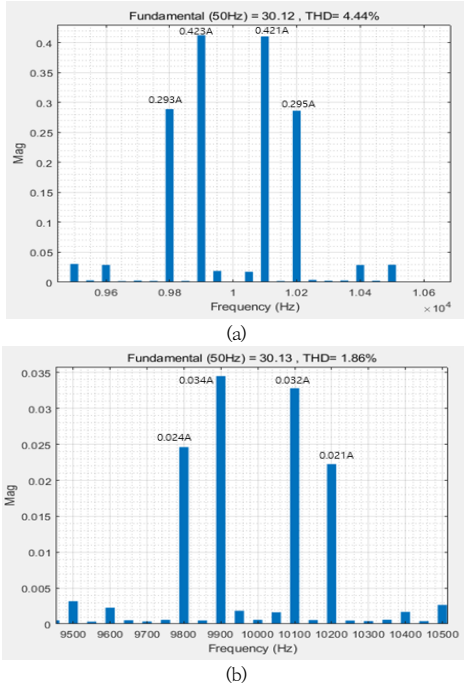 Fundamental (50Hz) = 30.12 , THD= 4.44%
0.423A
0.421A
0.293A
0.295A
0.4
0.35
0.3
0.25
0.2
0.15
0.1
0.05
0
Mag
0.96
0.98
1
1.02
1.04
1.06
Frequency (Hz)
× 10^4
(a)
Fundamental (50Hz) = 30.13 , THD= 1.86%
0.034A
0.032A
0.024A
0.021A
0.035
0.03
0.025
0.02
0.015
0.01
0.005
0
Mag
9500
9600
9700
9800
9900
10000
10100
10200
10300
10400
10500
Frequency (Hz)
(b)